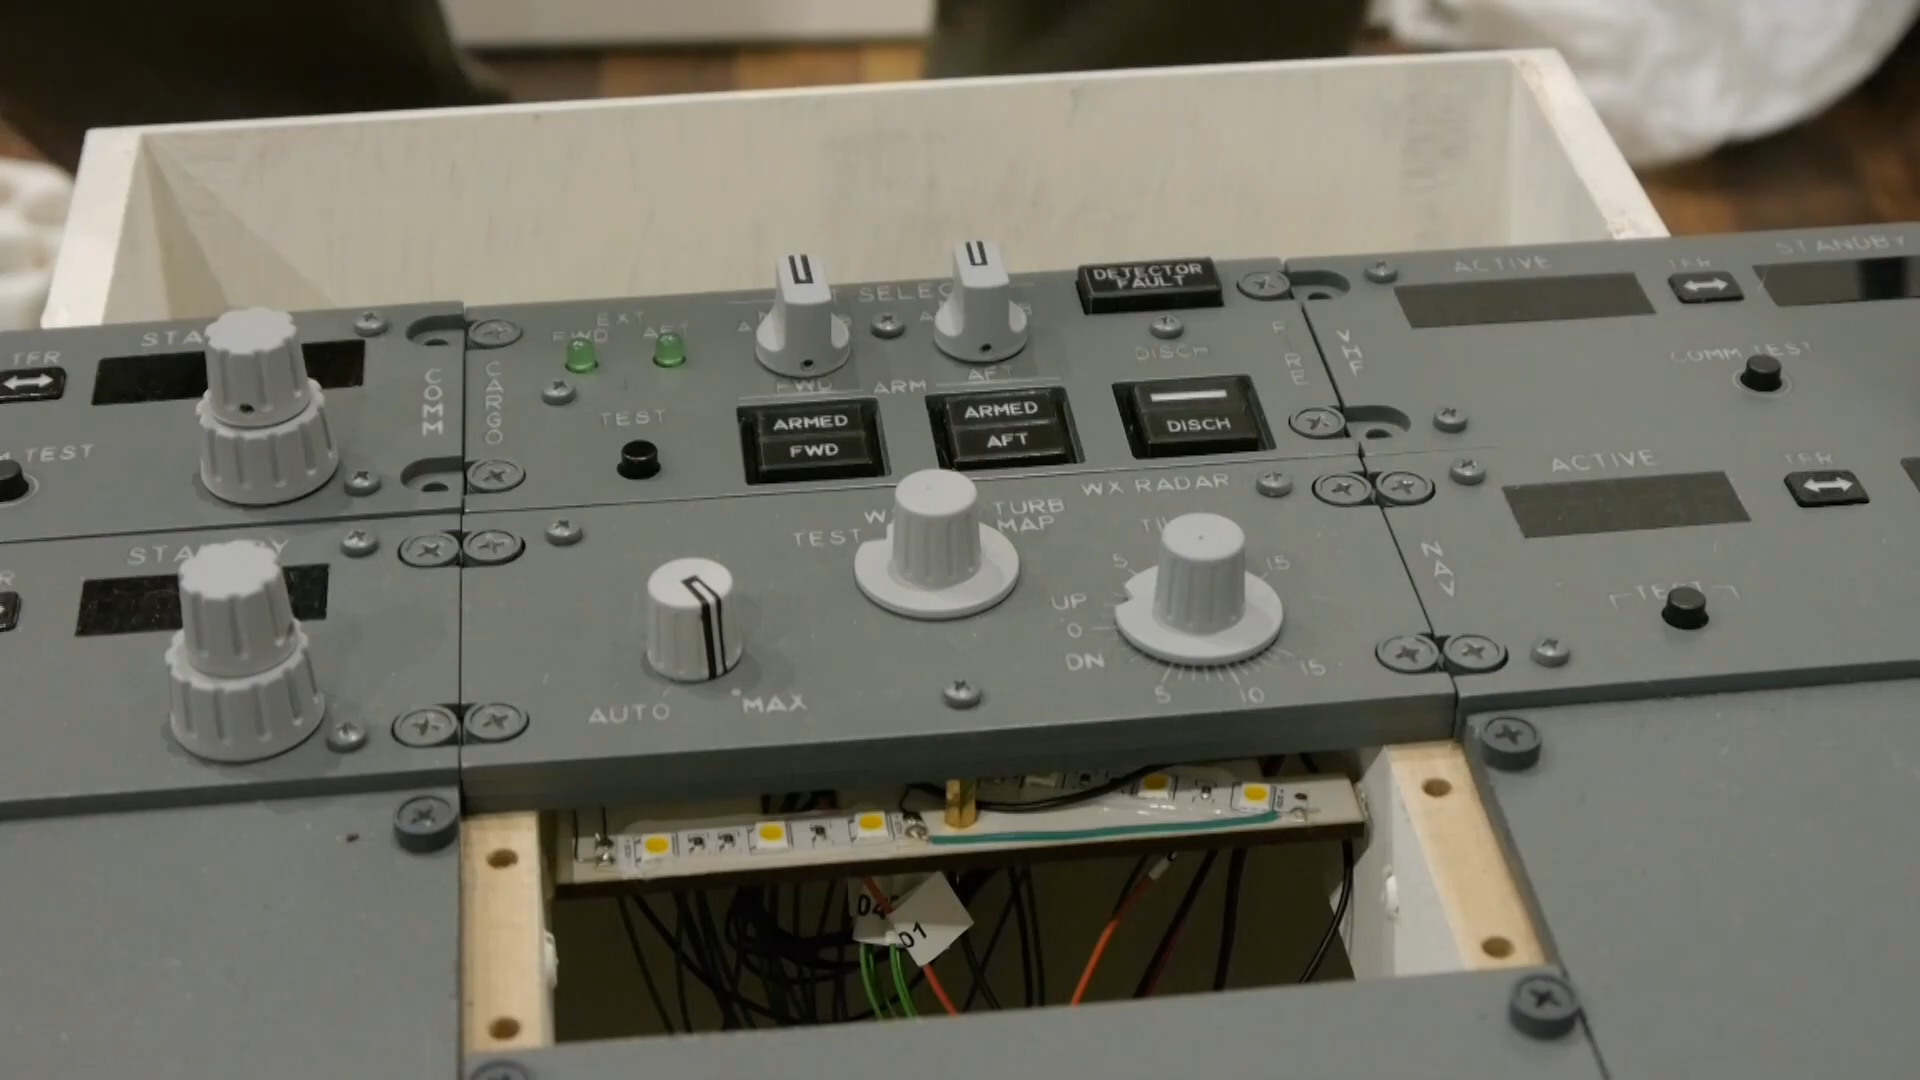 TFR
COMM
TEST
CARGO
EXT
FWD
AFT
TEST
DETECTOR
FAULT
DISCH
FIRE
FWD
ARM
AFT
ARMED
FWD
ARMED
AFT
DISCH
VHF
ACTIVE
TFR
STANDBY
COMM TEST
WX RADAR
TEST
TURB
MAP
AUTO
MAX
5
15
UP
0
DN
5
10
15
NAV
ACTIVE
TFR
TEST
01